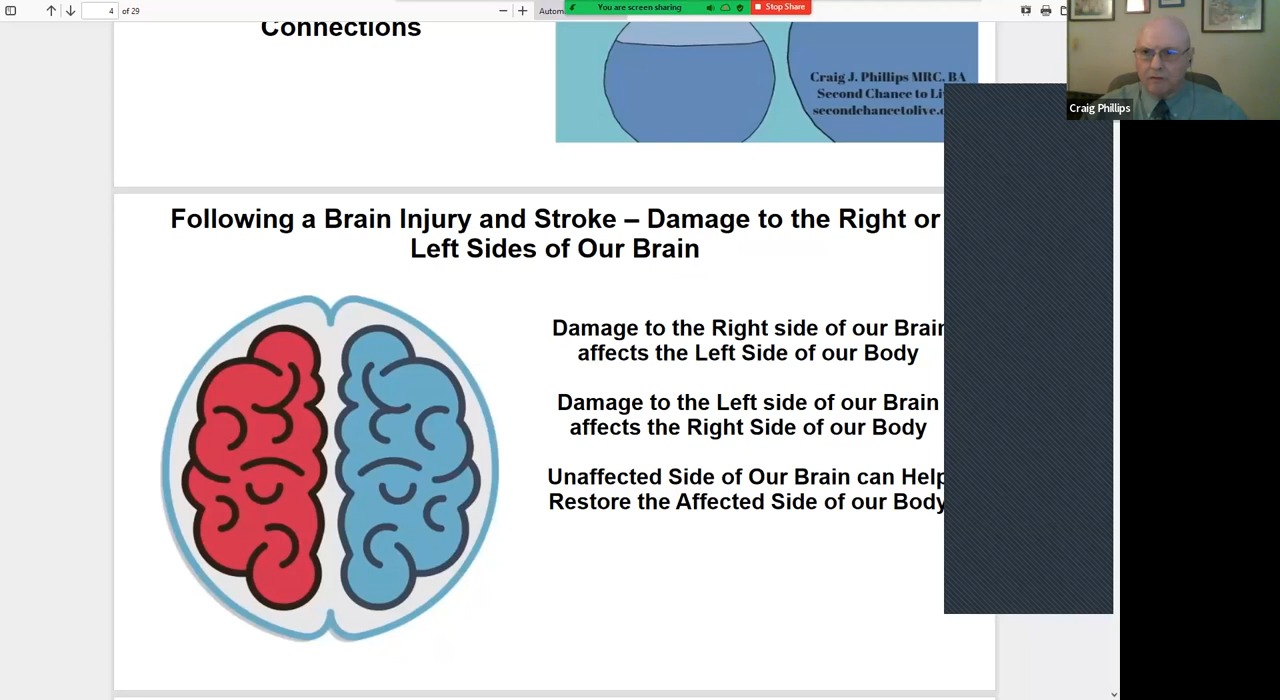 4 of 29
You are screen sharing
Stop Share
Craig Phillips
Connections
Craig J. Phillips MRC, BA
Second Chance to
secondchancetolive.
Following a Brain Injury and Stroke – Damage to the Right or
Left Sides of Our Brain
Damage to the Right side of our Brain
affects the Left Side of our Body
Damage to the Left side of our Brain
affects the Right Side of our Body
Unaffected Side of Our Brain can Help
Restore the Affected Side of our Body